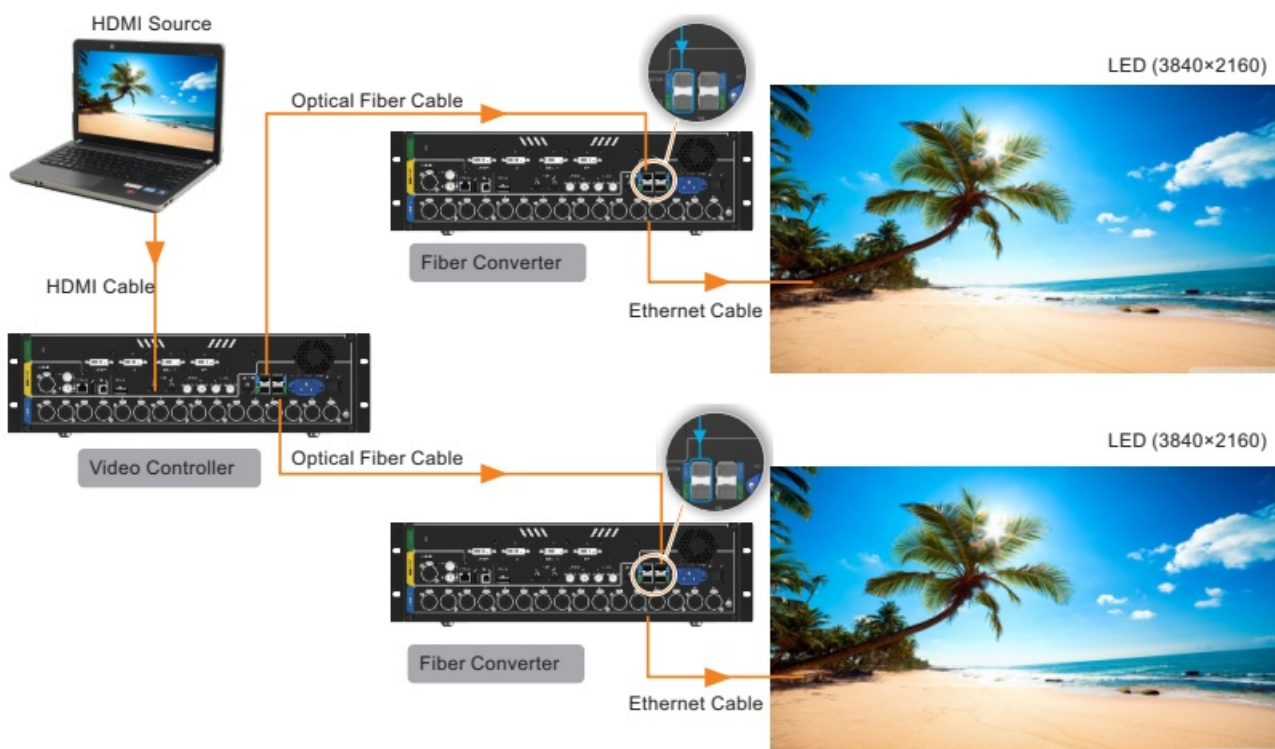 HDMI Source
LED (3840×2160)
Optical Fiber Cable
Fiber Converter
HDMI Cable
Ethernet Cable
LED (3840×2160)
Optical Fiber Cable
Video Controller
Fiber Converter
Ethernet Cable